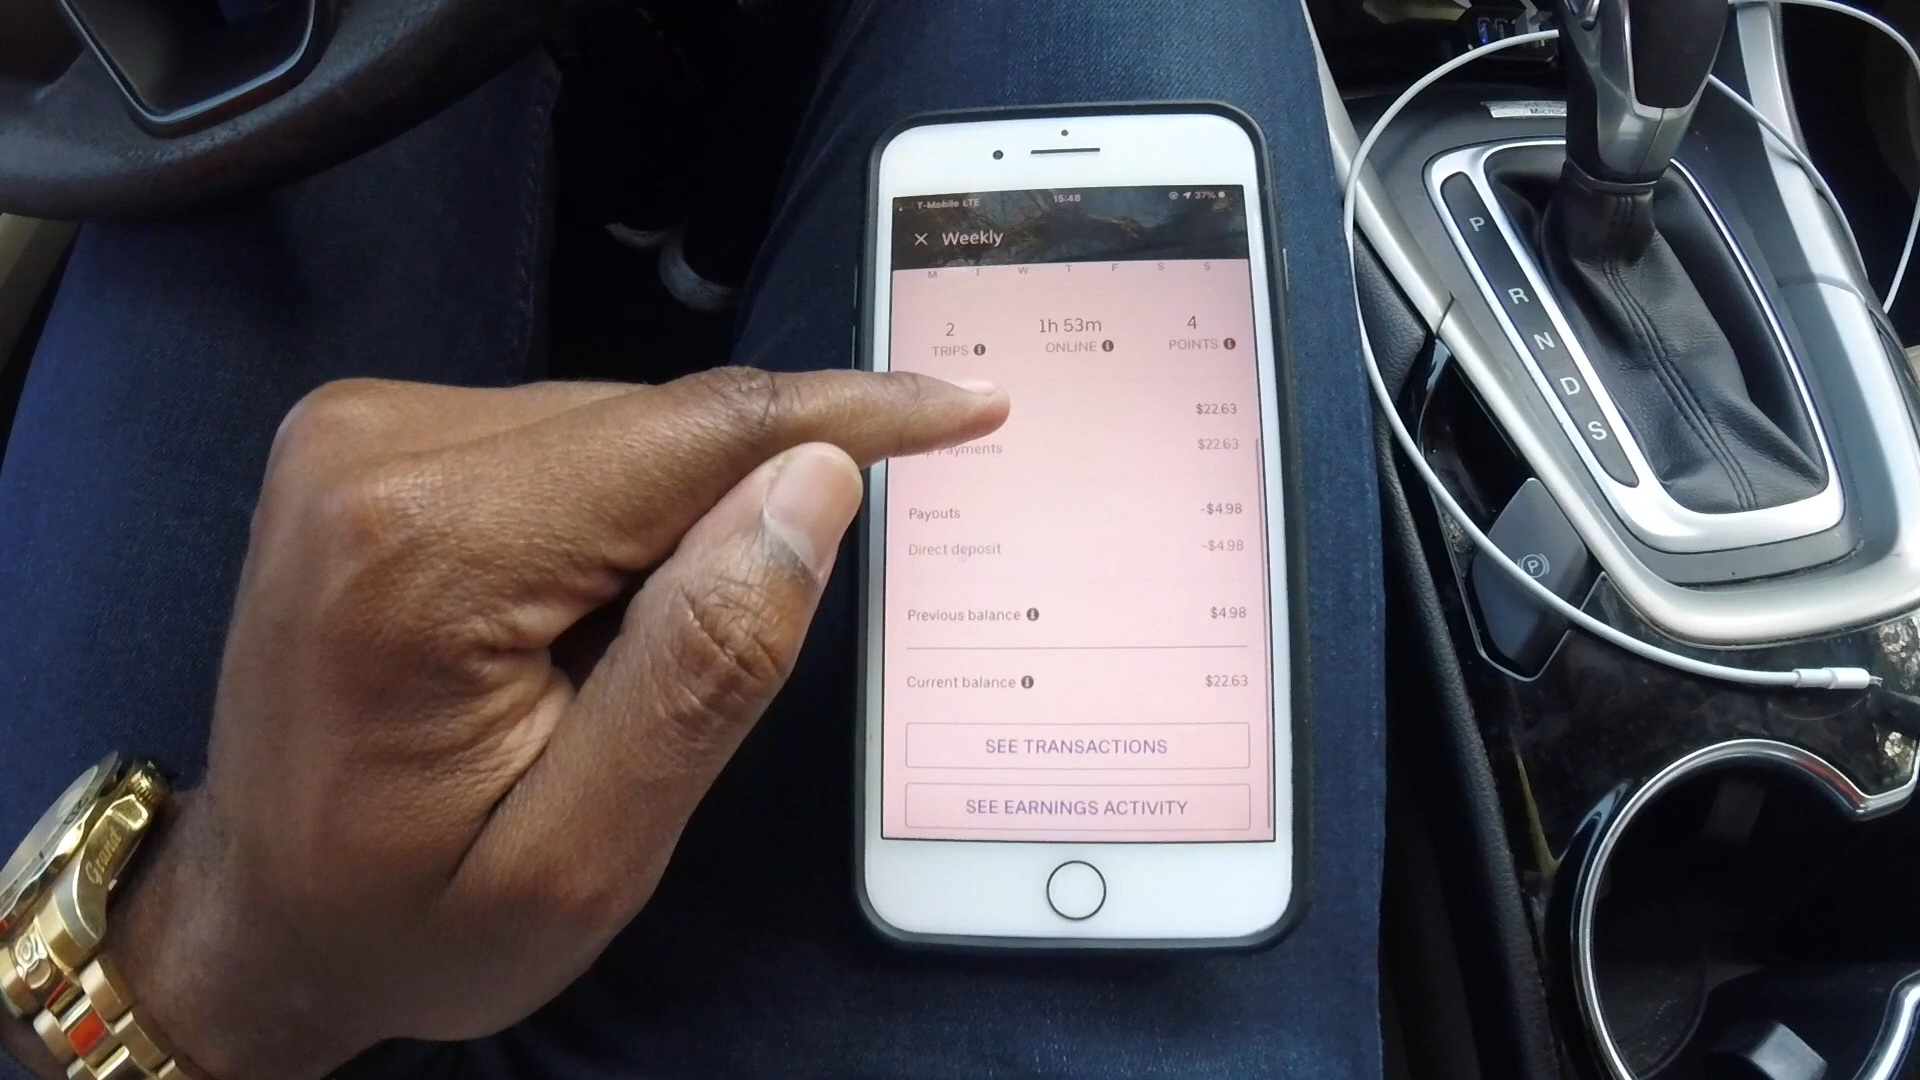 T-Mobile LTE 15:48 37%
Weekly
M T W T F S S
2 1h 53m 4
TRIPS ONLINE POINTS
$22.63
Payments $22.63
Payouts -$4.98
Direct deposit -$4.98
Previous balance $4.98
Current balance $22.63
SEE TRANSACTIONS
SEE EARNINGS ACTIVITY
P
R
N
D
S
P